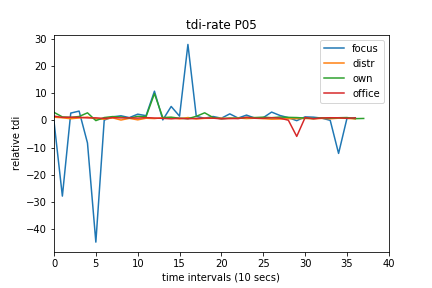 tdi-rate P05
30
20
10
0
−10
−20
−30
−40
relative tdi
focus
distr
own
office
0 5 10 15 20 25 30 35 40
time intervals (10 secs)